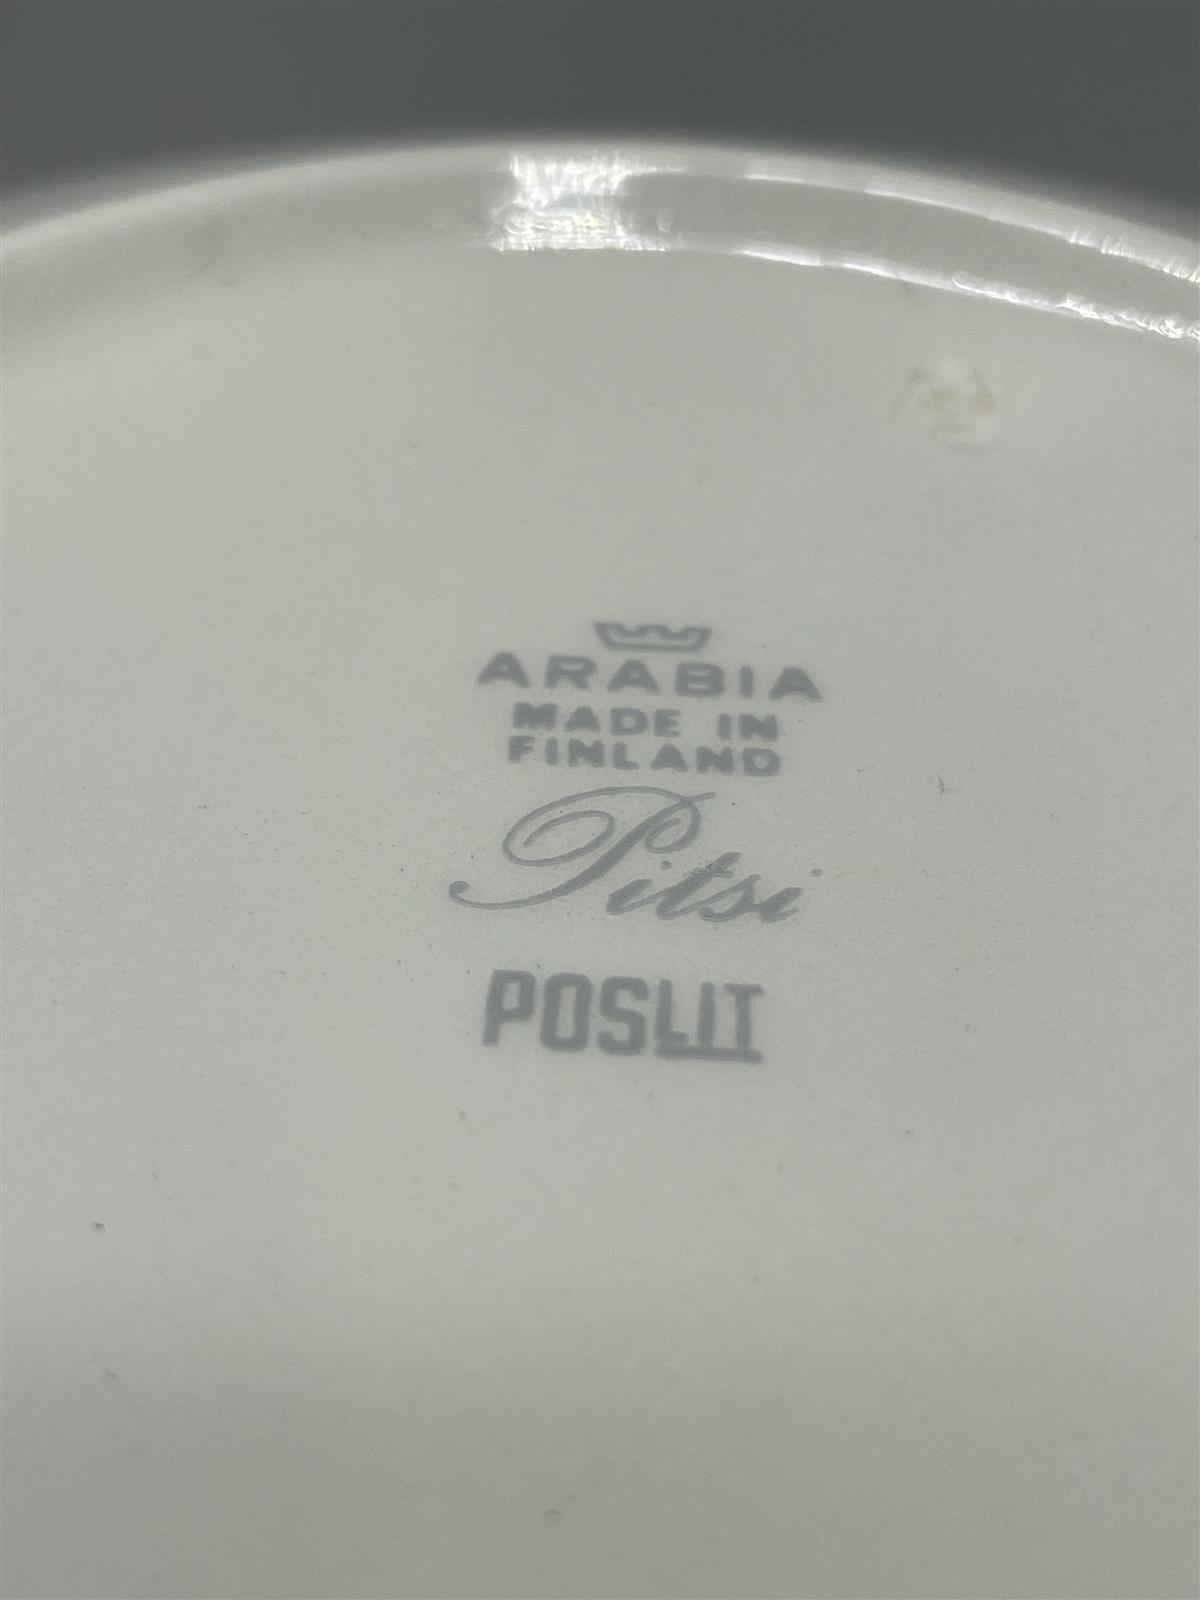 ARABIA
MADE IN
FINLAND
Pitsi
POSLIT